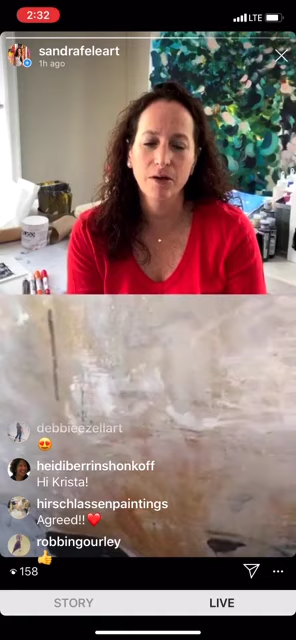 2:32
LTE
sandrafeleart
1h ago
debbieezellart
heidiberrinshonkoff
Hi Krista!
hirschlassenpaintings
Agreed!!❤️
robbingourley
158
STORY
LIVE